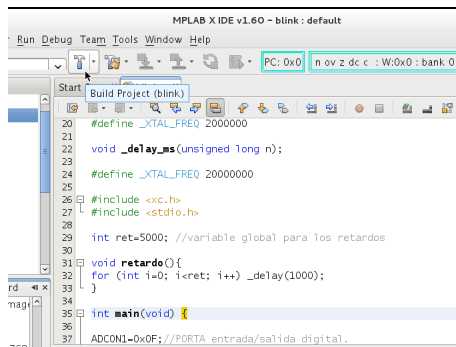 MPLAB X IDE v1.60 - blink : default
Run Debug Team Tools Window Help
PC: 0x0 n ov z dc c : W:0x0 : bank 0
Start
Build Project (blink)
20 #define _XTAL_FREQ 2000000
21
22 void _delay_ms(unsigned long n);
23
24 #define _XTAL_FREQ 20000000
25
26 #include <xc.h>
27 #include <stdio.h>
28
29 int ret=5000; //variable global para los retardos
30
31 void retardo(){
32 for (int i=0; i<ret; i++) _delay(1000);
33 }
34
35 int main(void) {
36
37 ADCON1=0x0F;//PORTA entrada/salida digital.
rd
mage